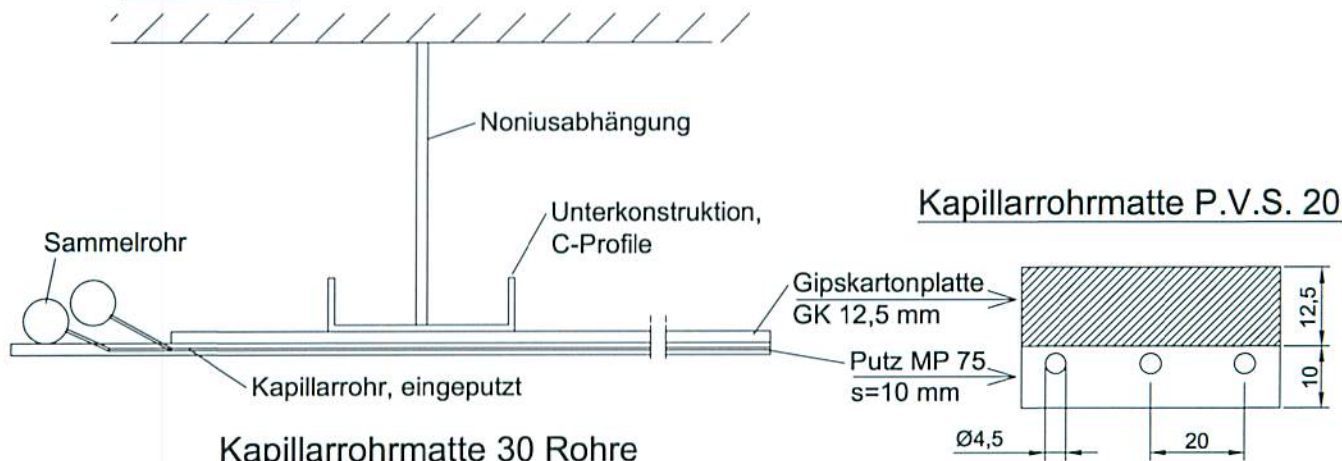 Noniusabhängung
Unterkonstruktion,
C-Profile
Sammelrohr
Kapillarrohr, eingeputzt
Kapillarrohrmatte 30 Rohre
Kapillarrohrmatte P.V.S. 20
Gipskartonplatte
GK 12,5 mm
Putz MP 75
s=10 mm
12,5
10
Ø4,5
20